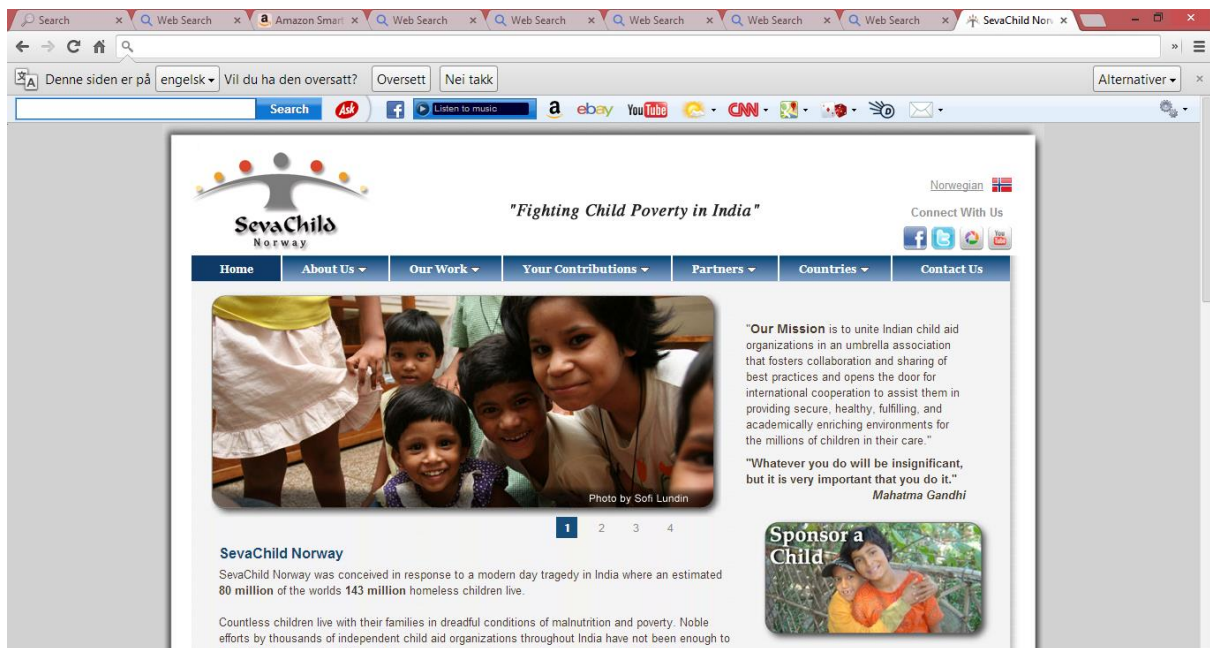 Search
Web Search
Amazon Smart
Web Search
Web Search
Web Search
Web Search
Web Search
SevaChild Nor
Denne siden er på engelsk Vil du ha den oversatt? Oversett Nei takk Alternativer
Search Ask Listen to music a ebay YouTube CNN
SevaChild
Norway
"Fighting Child Poverty in India"
Norwegian
Connect With Us
Home About Us Our Work Your Contributions Partners Countries Contact Us
Photo by Sofi Lundin
1 2 3 4
"Our Mission is to unite Indian child aid
organizations in an umbrella association
that fosters collaboration and sharing of
best practices and opens the door for
international cooperation to assist them in
providing secure, healthy, fulfilling, and
academically enriching environments for
the millions of children in their care."
"Whatever you do will be insignificant,
but it is very important that you do it."
Mahatma Gandhi
Sponsor a
Child
SevaChild Norway
SevaChild Norway was conceived in response to a modern day tragedy in India where an estimated
80 million of the worlds 143 million homeless children live.
Countless children live with their families in dreadful conditions of malnutrition and poverty. Noble
efforts by thousands of independent child aid organizations throughout India have not been enough to